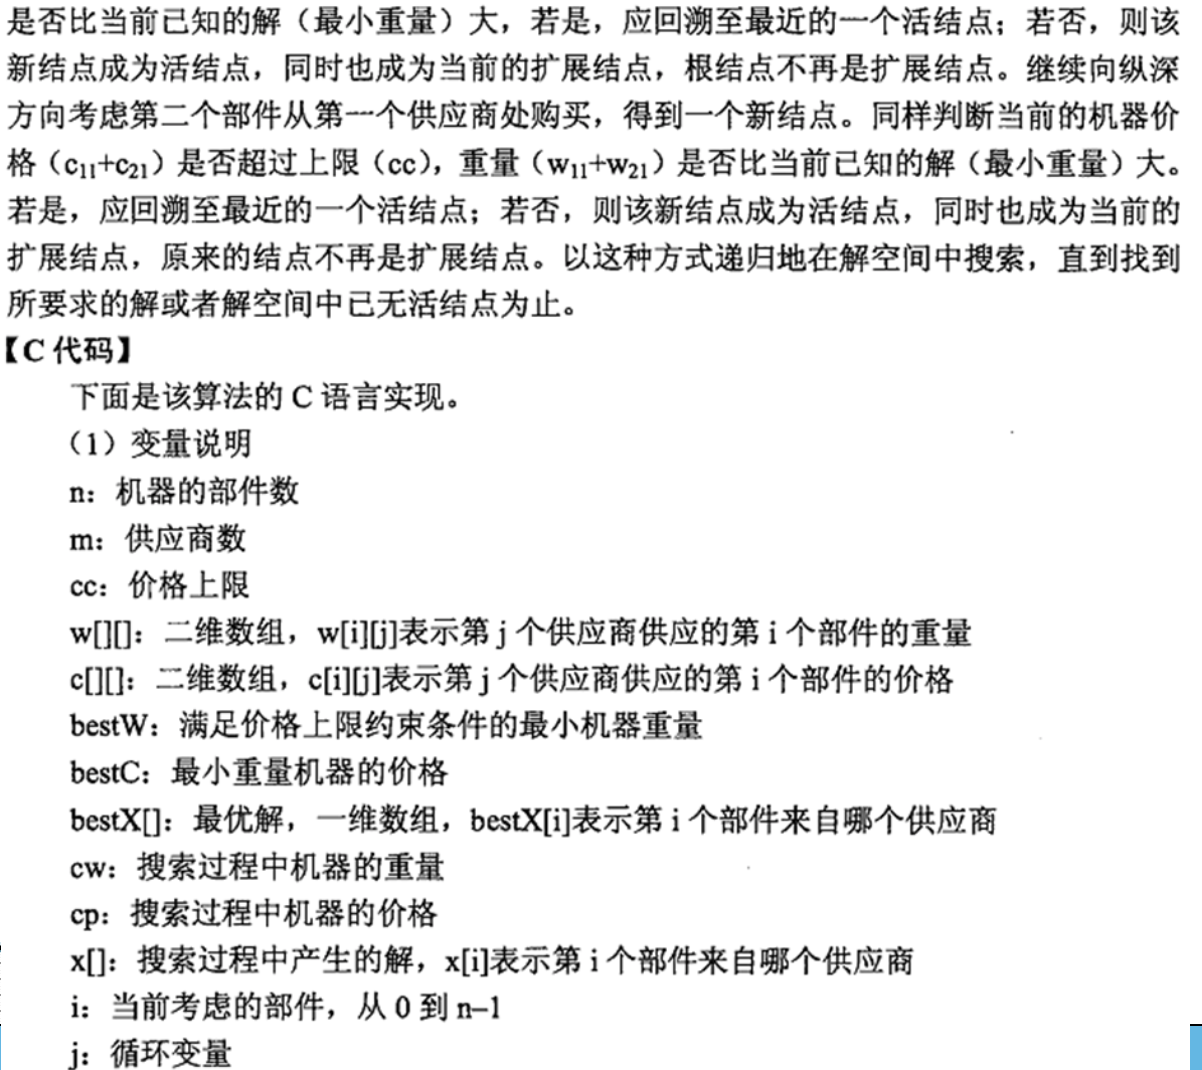 是否比当前已知的解（最小重量）大，若是，应回溯至最近的一个活结点；若否，则该
新结点成为活结点，同时也成为当前的扩展结点，根结点不再是扩展结点。继续向纵深
方向考虑第二个部件从第一个供应商处购买，得到一个新结点。同样判断当前的机器价
格（c₁₁+c₂₁）是否超过上限（cc），重量（w₁₁+w₂₁）是否比当前已知的解（最小重量）大。
若是，应回溯至最近的一个活结点；若否，则该新结点成为活结点，同时也成为当前的
扩展结点，原来的结点不再是扩展结点。以这种方式递归地在解空间中搜索，直到找到
所要求的解或者解空间中已无活结点为止。
【C 代码】
下面是该算法的 C 语言实现。
（1）变量说明
n：机器的部件数
m：供应商数
cc：价格上限
w[][]：二维数组，w[i][j]表示第 j 个供应商供应的第 i 个部件的重量
c[][]：二维数组，c[i][j]表示第 j 个供应商供应的第 i 个部件的价格
bestW：满足价格上限约束条件的最小机器重量
bestC：最小重量机器的价格
bestX[]：最优解，一维数组，bestX[i]表示第 i 个部件来自哪个供应商
cw：搜索过程中机器的重量
cp：搜索过程中机器的价格
x[]：搜索过程中产生的解，x[i]表示第 i 个部件来自哪个供应商
i：当前考虑的部件，从 0 到 n–1
j：循环变量